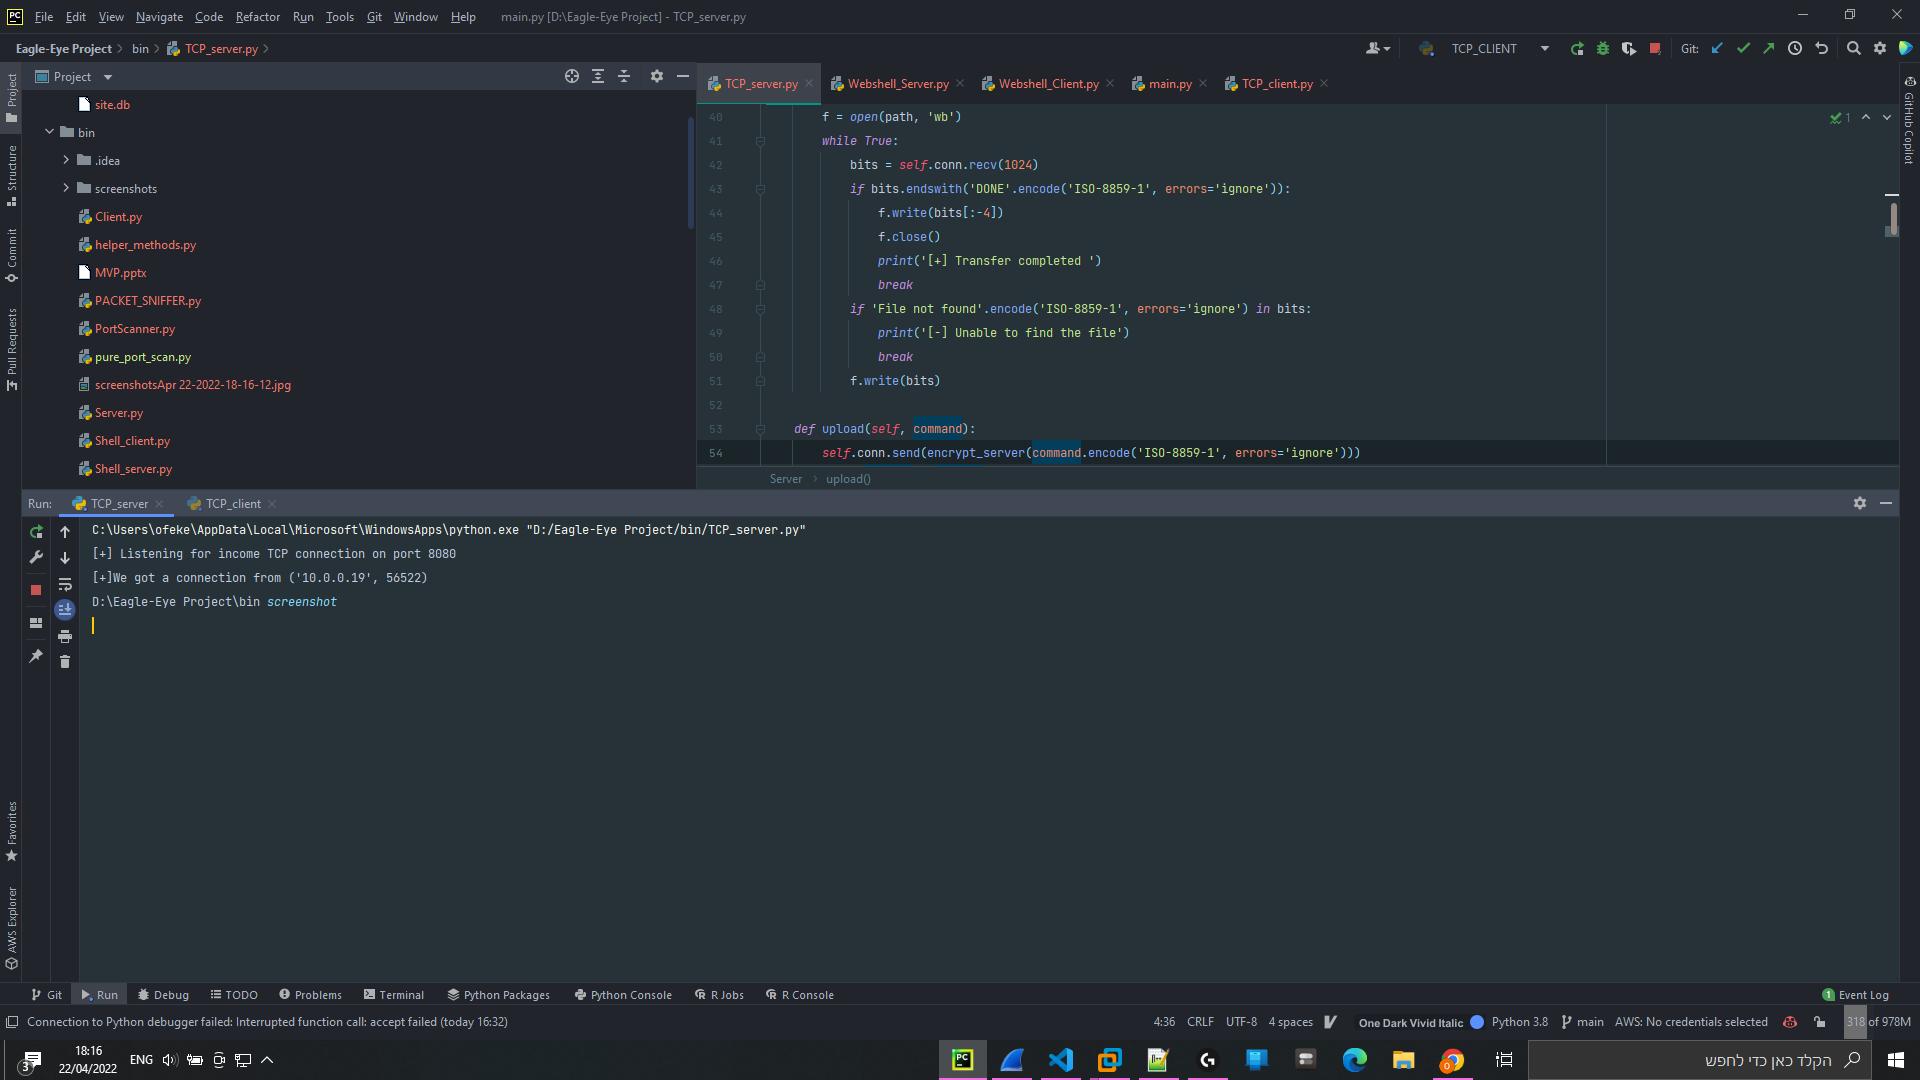 File Edit View Navigate Code Refactor Run Tools Git Window Help main.py [D:\Eagle-Eye Project] - TCP_server.py
Eagle-Eye Project bin TCP_server.py TCP_CLIENT Git:
Project
TCP_server.py Webshell_Server.py Webshell_Client.py main.py TCP_client.py
site.db
bin
.idea
screenshots
Client.py
helper_methods.py
MVP.pptx
PACKET_SNIFFER.py
PortScanner.py
pure_port_scan.py
screenshotsApr 22-2022-18-16-12.jpg
Server.py
Shell_client.py
Shell_server.py
40 f = open(path, 'wb')
41 while True:
42 bits = self.conn.recv(1024)
43 if bits.endswith('DONE'.encode('ISO-8859-1', errors='ignore')):
44 f.write(bits[:-4])
45 f.close()
46 print('[+] Transfer completed ')
47 break
48 if 'File not found'.encode('ISO-8859-1', errors='ignore') in bits:
49 print('[-] Unable to find the file')
50 break
51 f.write(bits)
52
53 def upload(self, command):
54 self.conn.send(encrypt_server(command.encode('ISO-8859-1', errors='ignore')))
1
Server upload()
Project
Structure
Commit
Pull Requests
Favorites
AWS Explorer
GitHub Copilot
Run: TCP_server TCP_client
C:\Users\ofeke\AppData\Local\Microsoft\WindowsApps\python.exe "D:/Eagle-Eye Project/bin/TCP_server.py"
[+] Listening for income TCP connection on port 8080
[+]We got a connection from ('10.0.0.19', 56522)
D:\Eagle-Eye Project\bin screenshot
Git Run Debug TODO Problems Terminal Python Packages Python Console R Jobs R Console 1 Event Log
Connection to Python debugger failed: Interrupted function call: accept failed (today 16:32) 4:36 CRLF UTF-8 4 spaces One Dark Vivid Italic Python 3.8 main AWS: No credentials selected 318 of 978M
3 18:16 ENG
22/04/2022
הקלד כאן כדי לחפש